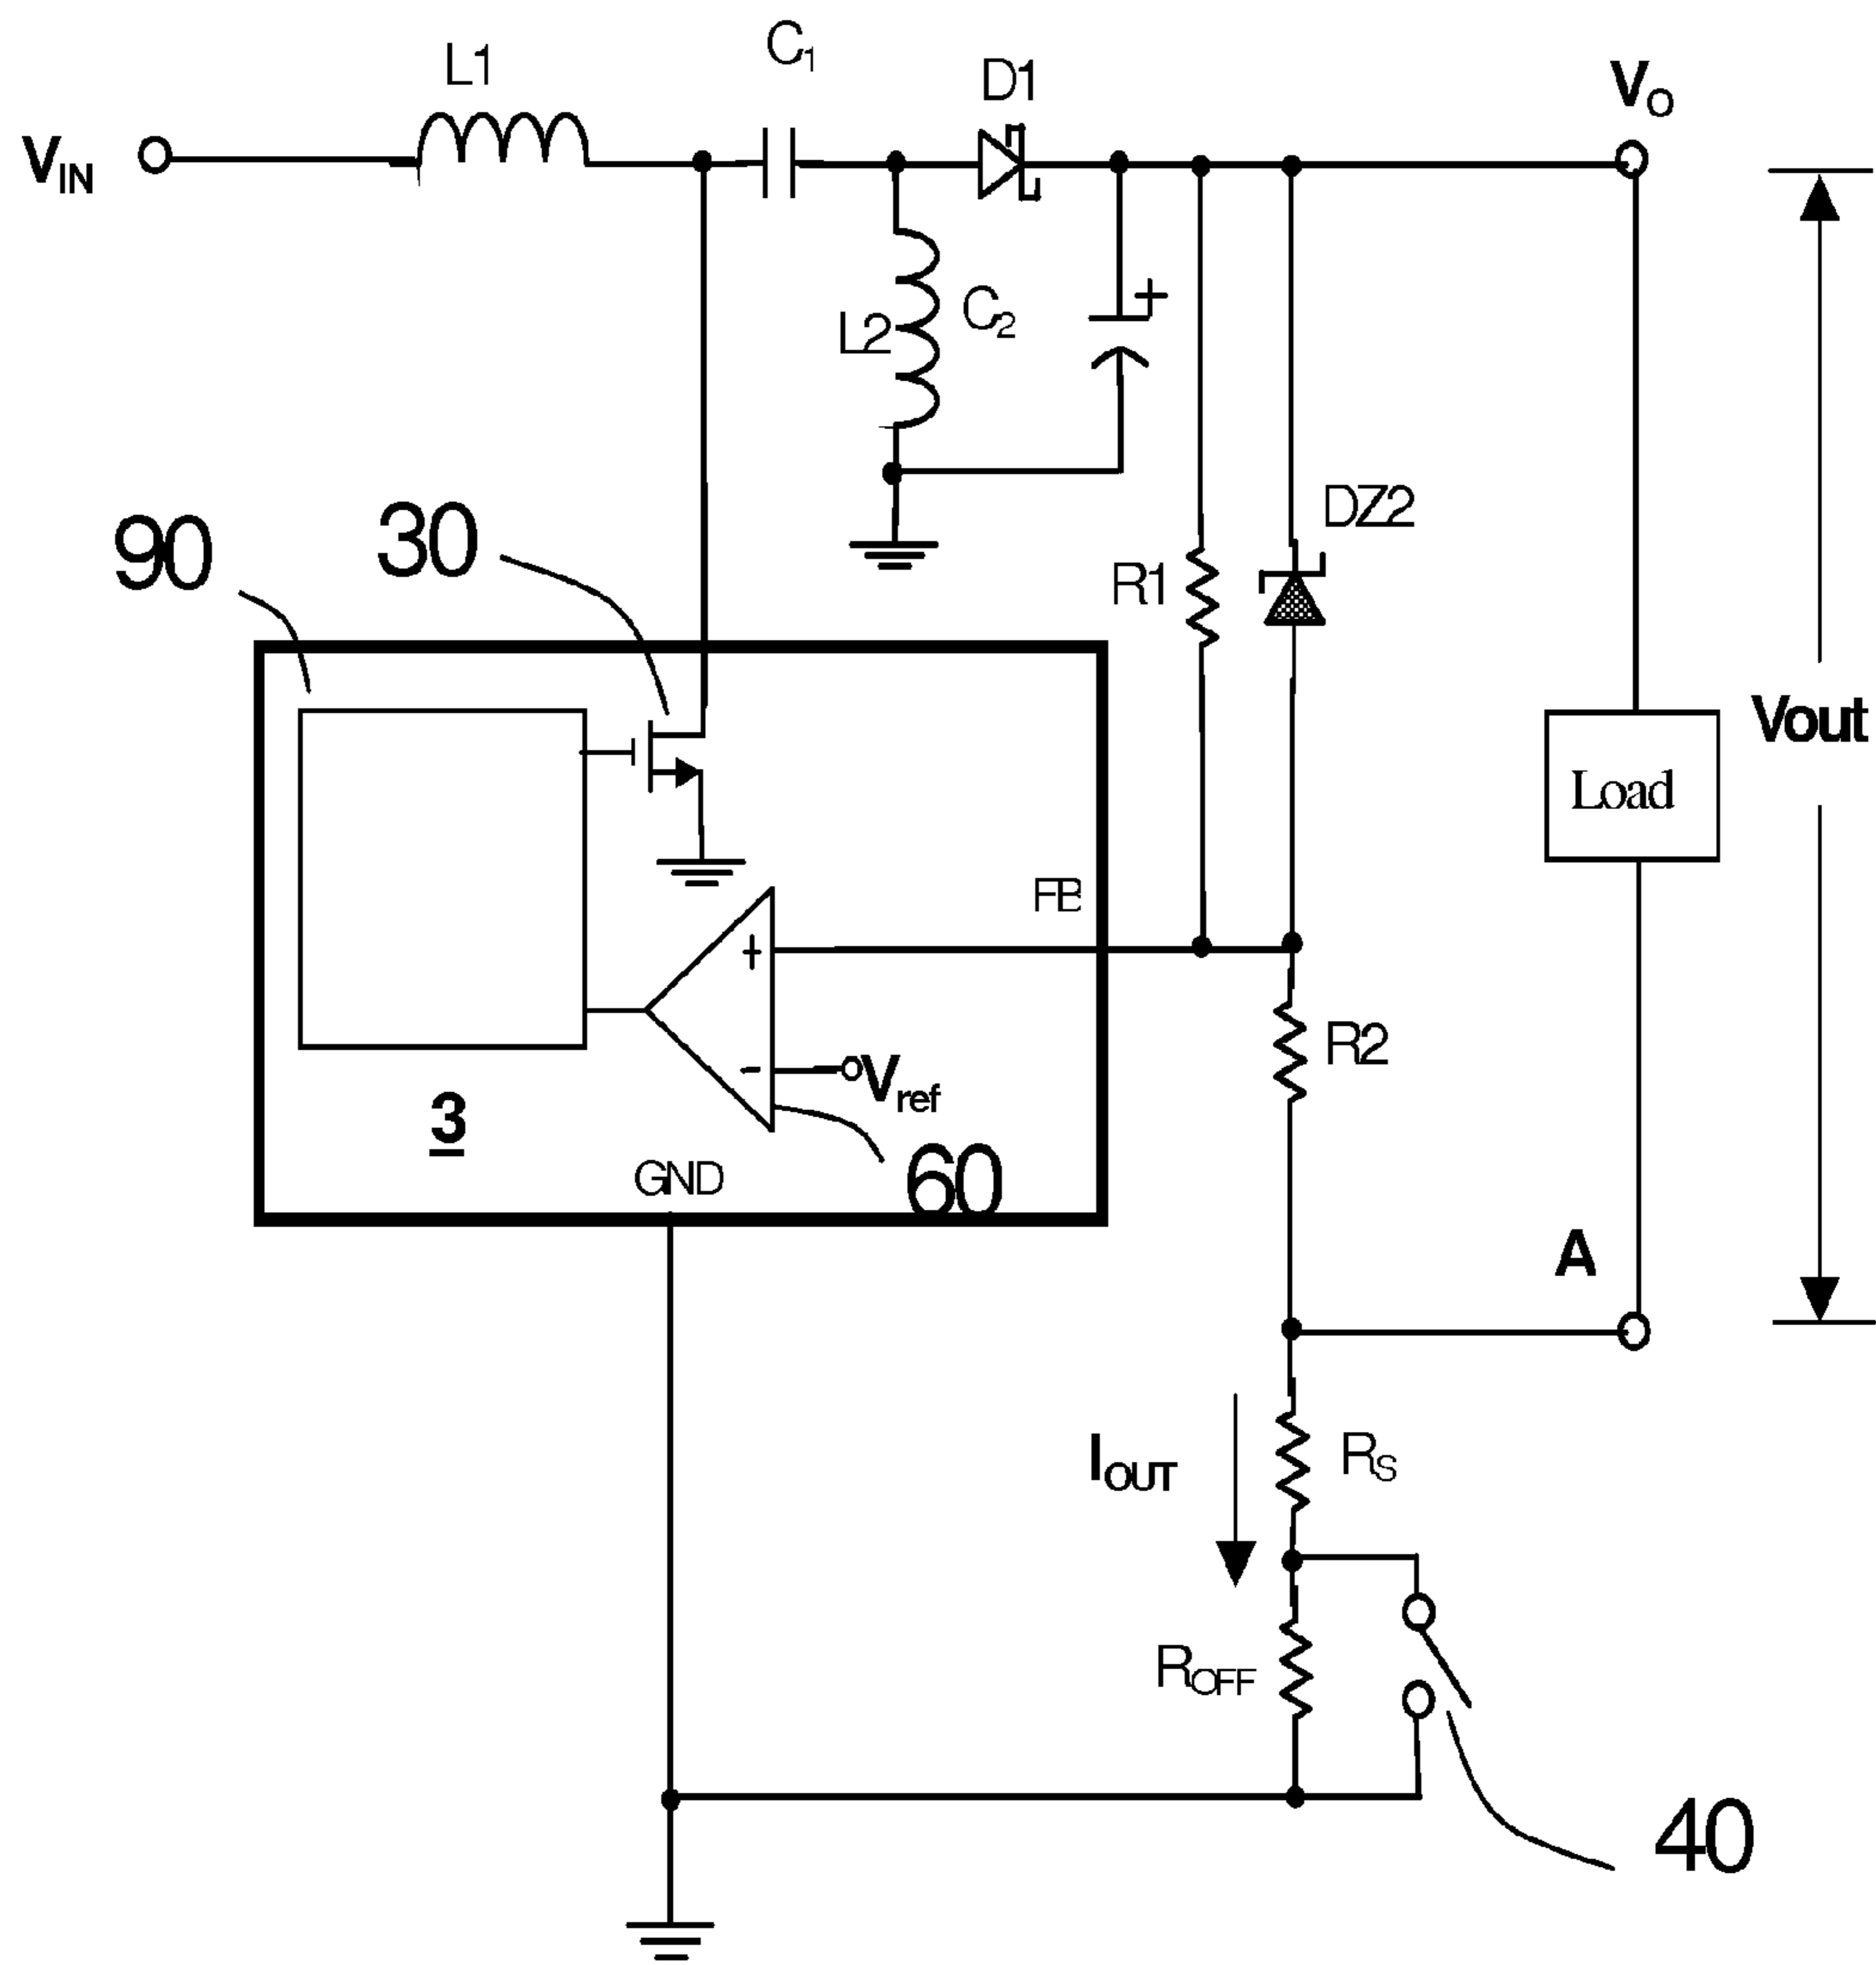 L1
C1
D1
VO
VIN
L2
C2
+
DZ2
90
30
R1
Vout
Load
FB
+
R2
-
Vref
3
GND
60
A
IOUT
RS
ROFF
40